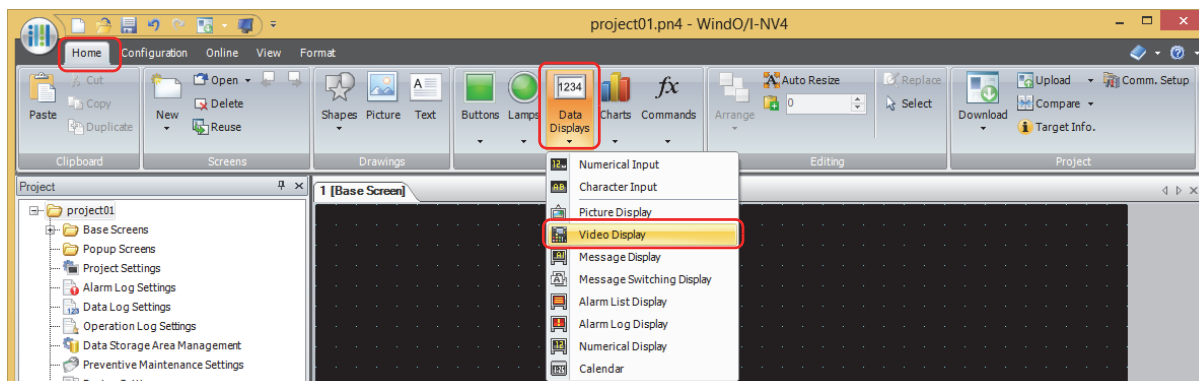 project01.pn4 - WindO/I-NV4
Home Configuration Online View Format
Cut
Copy
Duplicate
Paste
Clipboard
New
Open
Delete
Reuse
Screens
Shapes Picture Text
Drawings
Buttons Lamps Data Displays Charts Commands
1234
fx
Arrange
Auto Resize
0
Replace
Select
Editing
Download
Upload
Compare
Target Info.
Comm. Setup
Project
Project
project01
Base Screens
Popup Screens
Project Settings
Alarm Log Settings
Data Log Settings
Operation Log Settings
Data Storage Area Management
Preventive Maintenance Settings
1 [Base Screen]
Numerical Input
Character Input
Picture Display
Video Display
Message Display
Message Switching Display
Alarm List Display
Alarm Log Display
Numerical Display
Calendar